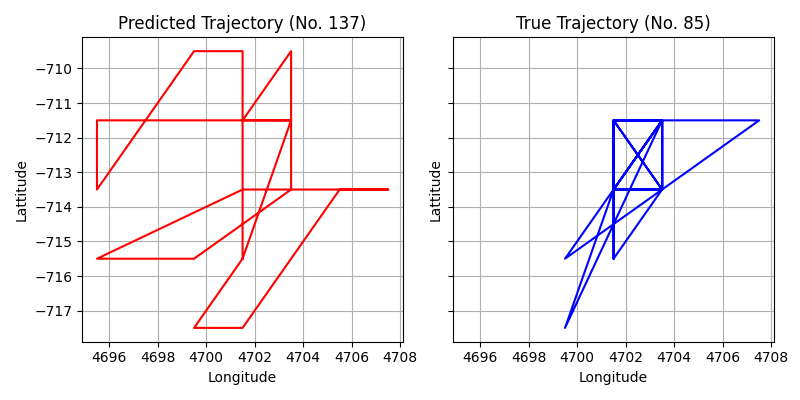 Predicted Trajectory (No. 137)
True Trajectory (No. 85)
−710
−711
−712
−713
−714
−715
−716
−717
Lattitude
Lattitude
4696 4698 4700 4702 4704 4706 4708
4696 4698 4700 4702 4704 4706 4708
Longitude
Longitude